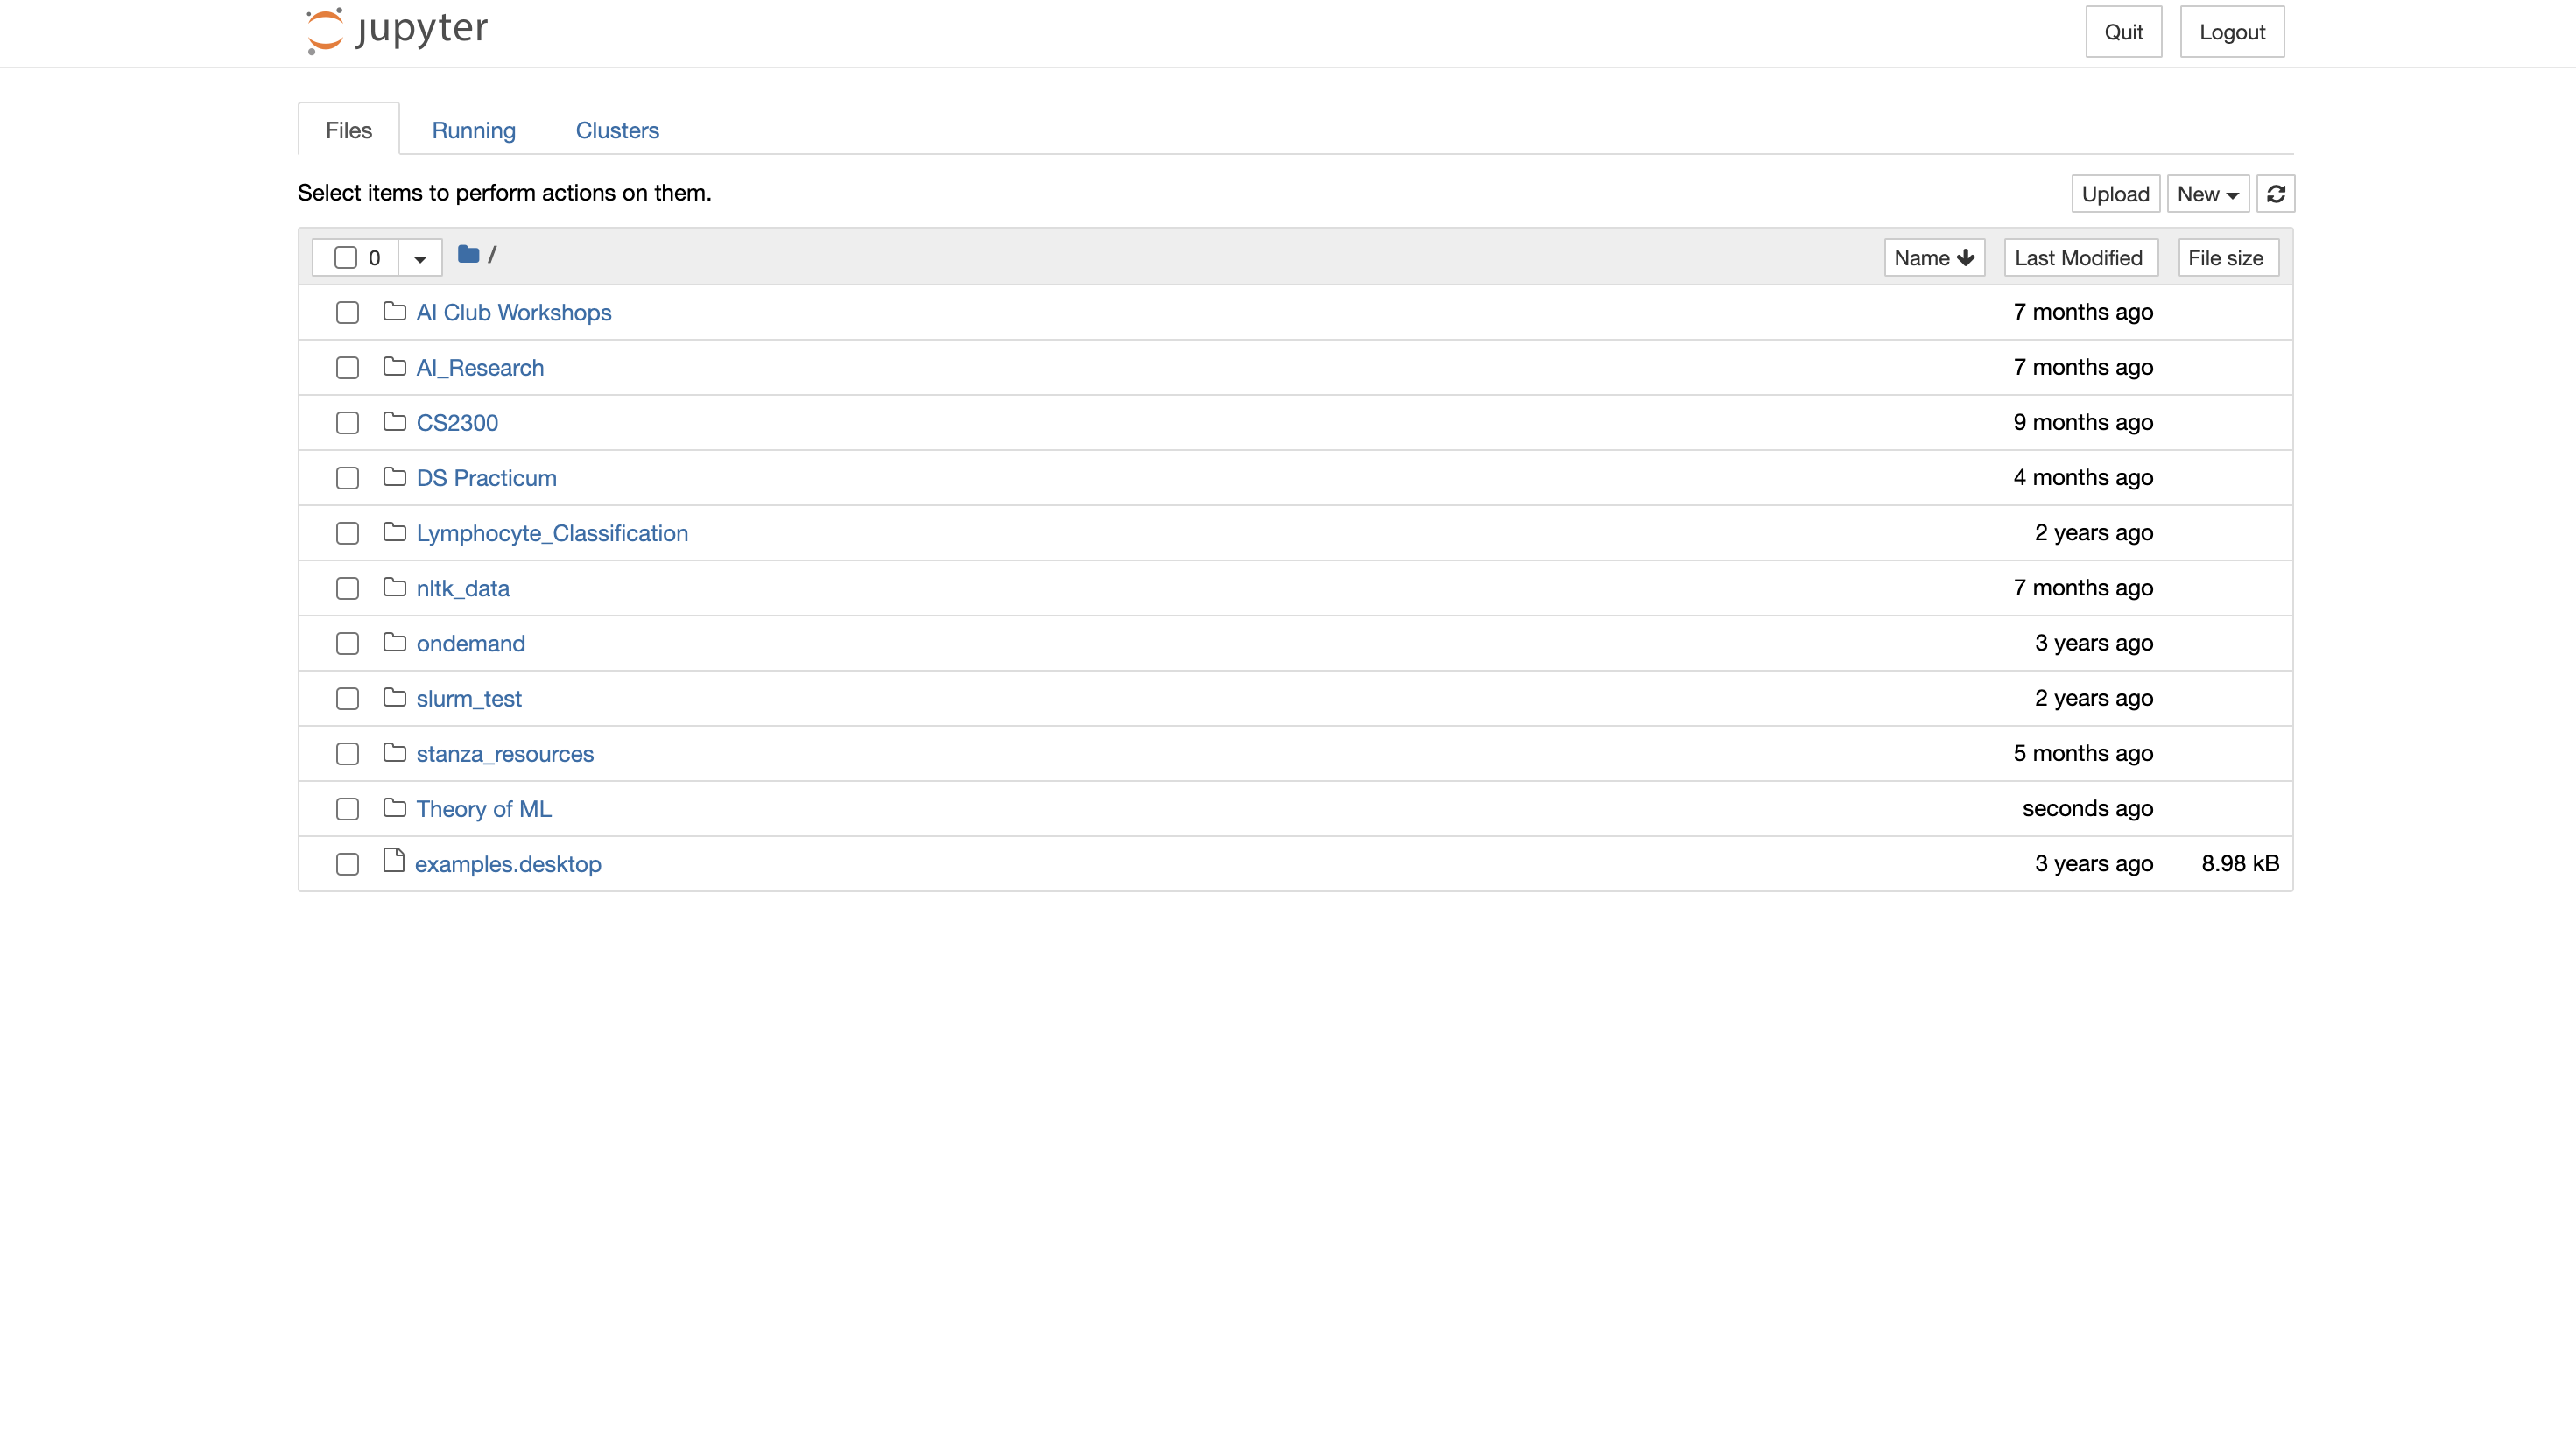 jupyter Quit Logout
Files Running Clusters
Select items to perform actions on them. Upload New
0 / Name Last Modified File size
AI Club Workshops 7 months ago
AI_Research 7 months ago
CS2300 9 months ago
DS Practicum 4 months ago
Lymphocyte_Classification 2 years ago
nltk_data 7 months ago
ondemand 3 years ago
slurm_test 2 years ago
stanza_resources 5 months ago
Theory of ML seconds ago
examples.desktop 3 years ago 8.98 kB